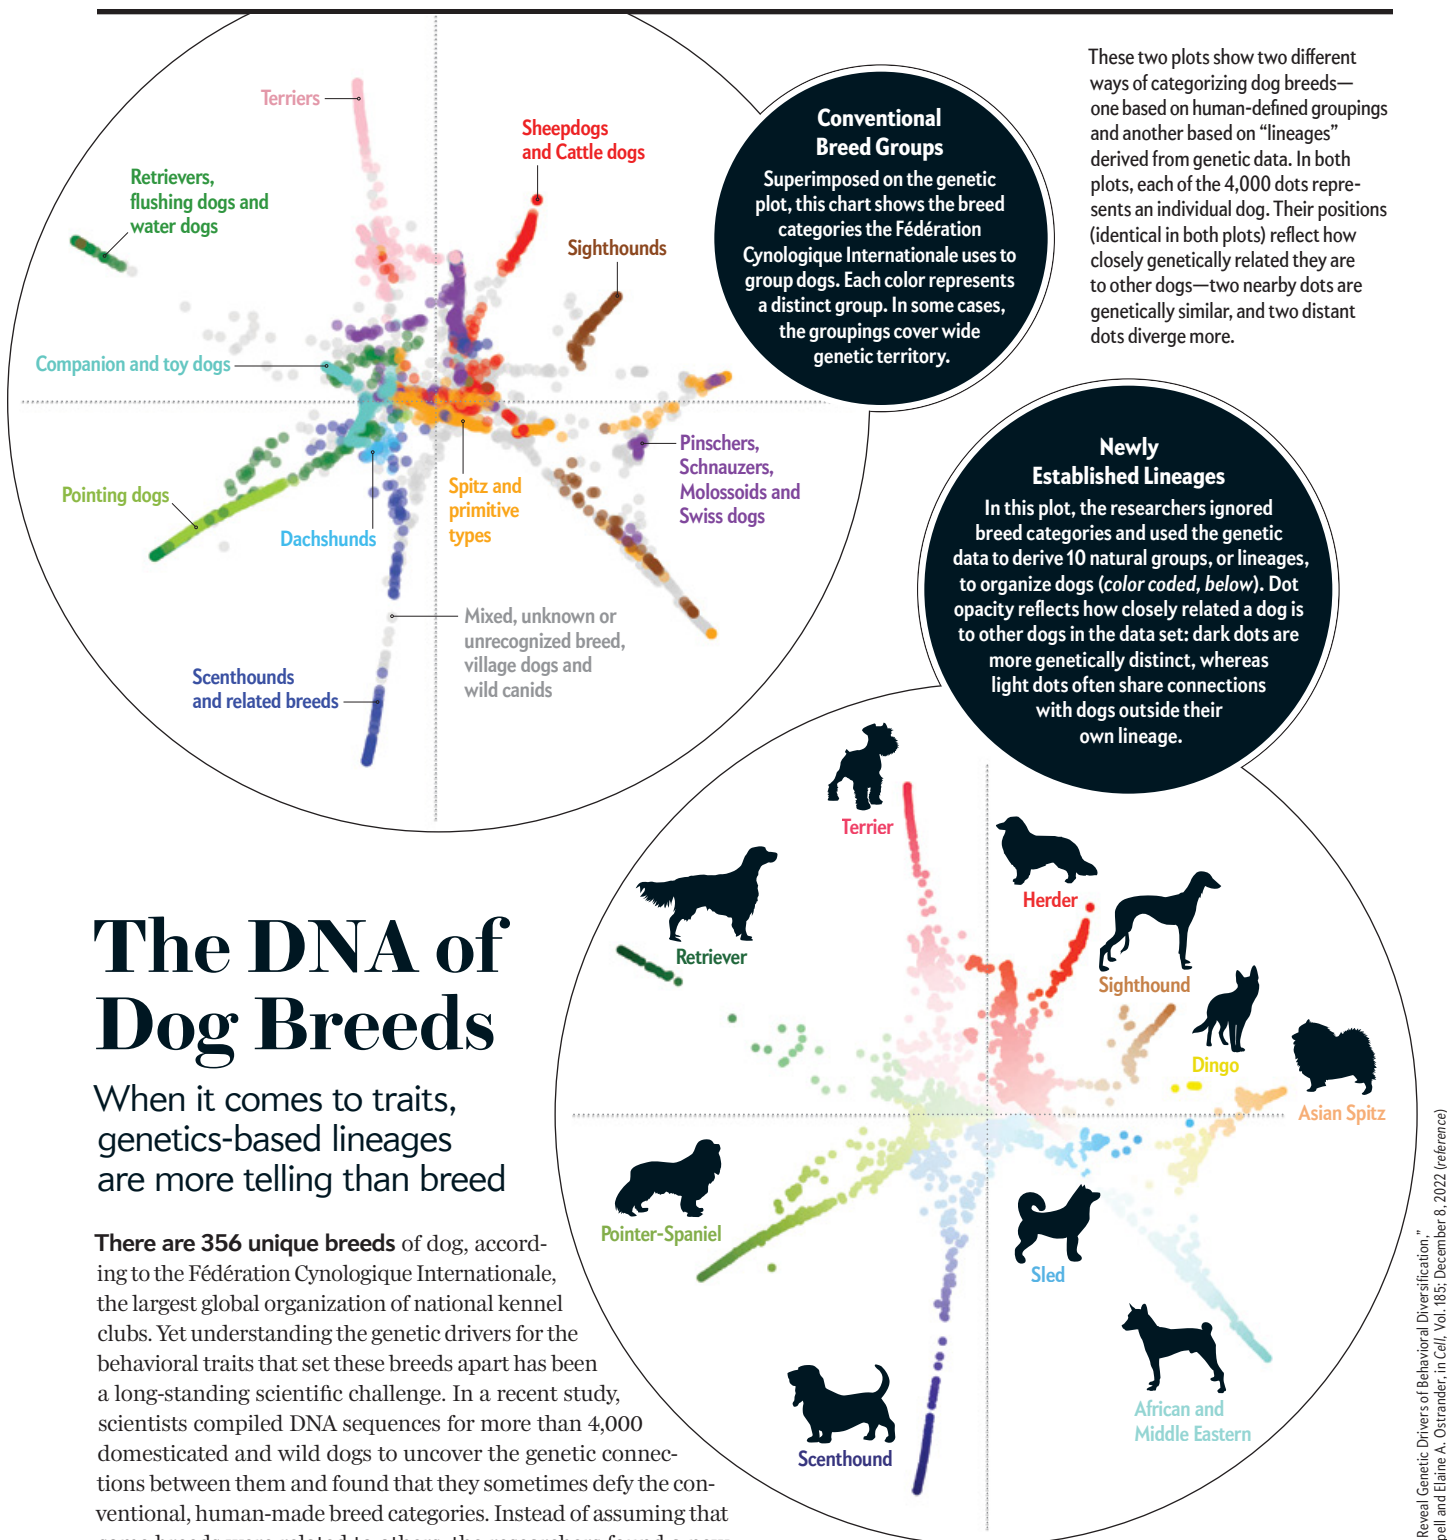 Terriers
Sheepdogs
and Cattle dogs
Retrievers,
flushing dogs and
water dogs
Sighthounds
Companion and toy dogs
Pointing dogs
Dachshunds
Spitz and
primitive
types
Pinschers,
Schnauzers,
Molossoids and
Swiss dogs
Mixed, unknown or
unrecognized breed,
village dogs and
wild canids
Scenthounds
and related breeds
Conventional
Breed Groups
Superimposed on the genetic
plot, this chart shows the breed
categories the Fédération
Cynologique Internationale uses to
group dogs. Each color represents
a distinct group. In some cases,
the groupings cover wide
genetic territory.
These two plots show two different
ways of categorizing dog breeds—
one based on human-defined groupings
and another based on “lineages”
derived from genetic data. In both
plots, each of the 4,000 dots repre-
sents an individual dog. Their positions
(identical in both plots) reflect how
closely genetically related they are
to other dogs—two nearby dots are
genetically similar, and two distant
dots diverge more.
Newly
Established Lineages
In this plot, the researchers ignored
breed categories and used the genetic
data to derive 10 natural groups, or lineages,
to organize dogs (color coded, below). Dot
opacity reflects how closely related a dog is
to other dogs in the data set: dark dots are
more genetically distinct, whereas
light dots often share connections
with dogs outside their
own lineage.
Terrier
Herder
Retriever
Sighthound
Dingo
Asian Spitz
Pointer-Spaniel
Sled
African and
Middle Eastern
Scenthound
The DNA of
Dog Breeds
When it comes to traits,
genetics-based lineages
are more telling than breed
There are 356 unique breeds of dog, accord-
ing to the Fédération Cynologique Internationale,
the largest global organization of national kennel
clubs. Yet understanding the genetic drivers for the
behavioral traits that set these breeds apart has been
a long-standing scientific challenge. In a recent study,
scientists compiled DNA sequences for more than 4,000
domesticated and wild dogs to uncover the genetic connec-
tions between them and found that they sometimes defy the con-
ventional, human-made breed categories. Instead of assuming that
some breeds were related to others, the researchers found a new
Reveal Genetic Drivers of Behavioral Diversification,”
and Elaine A. Ostrander, in Cell, Vol. 185; December 8, 2022 (reference)